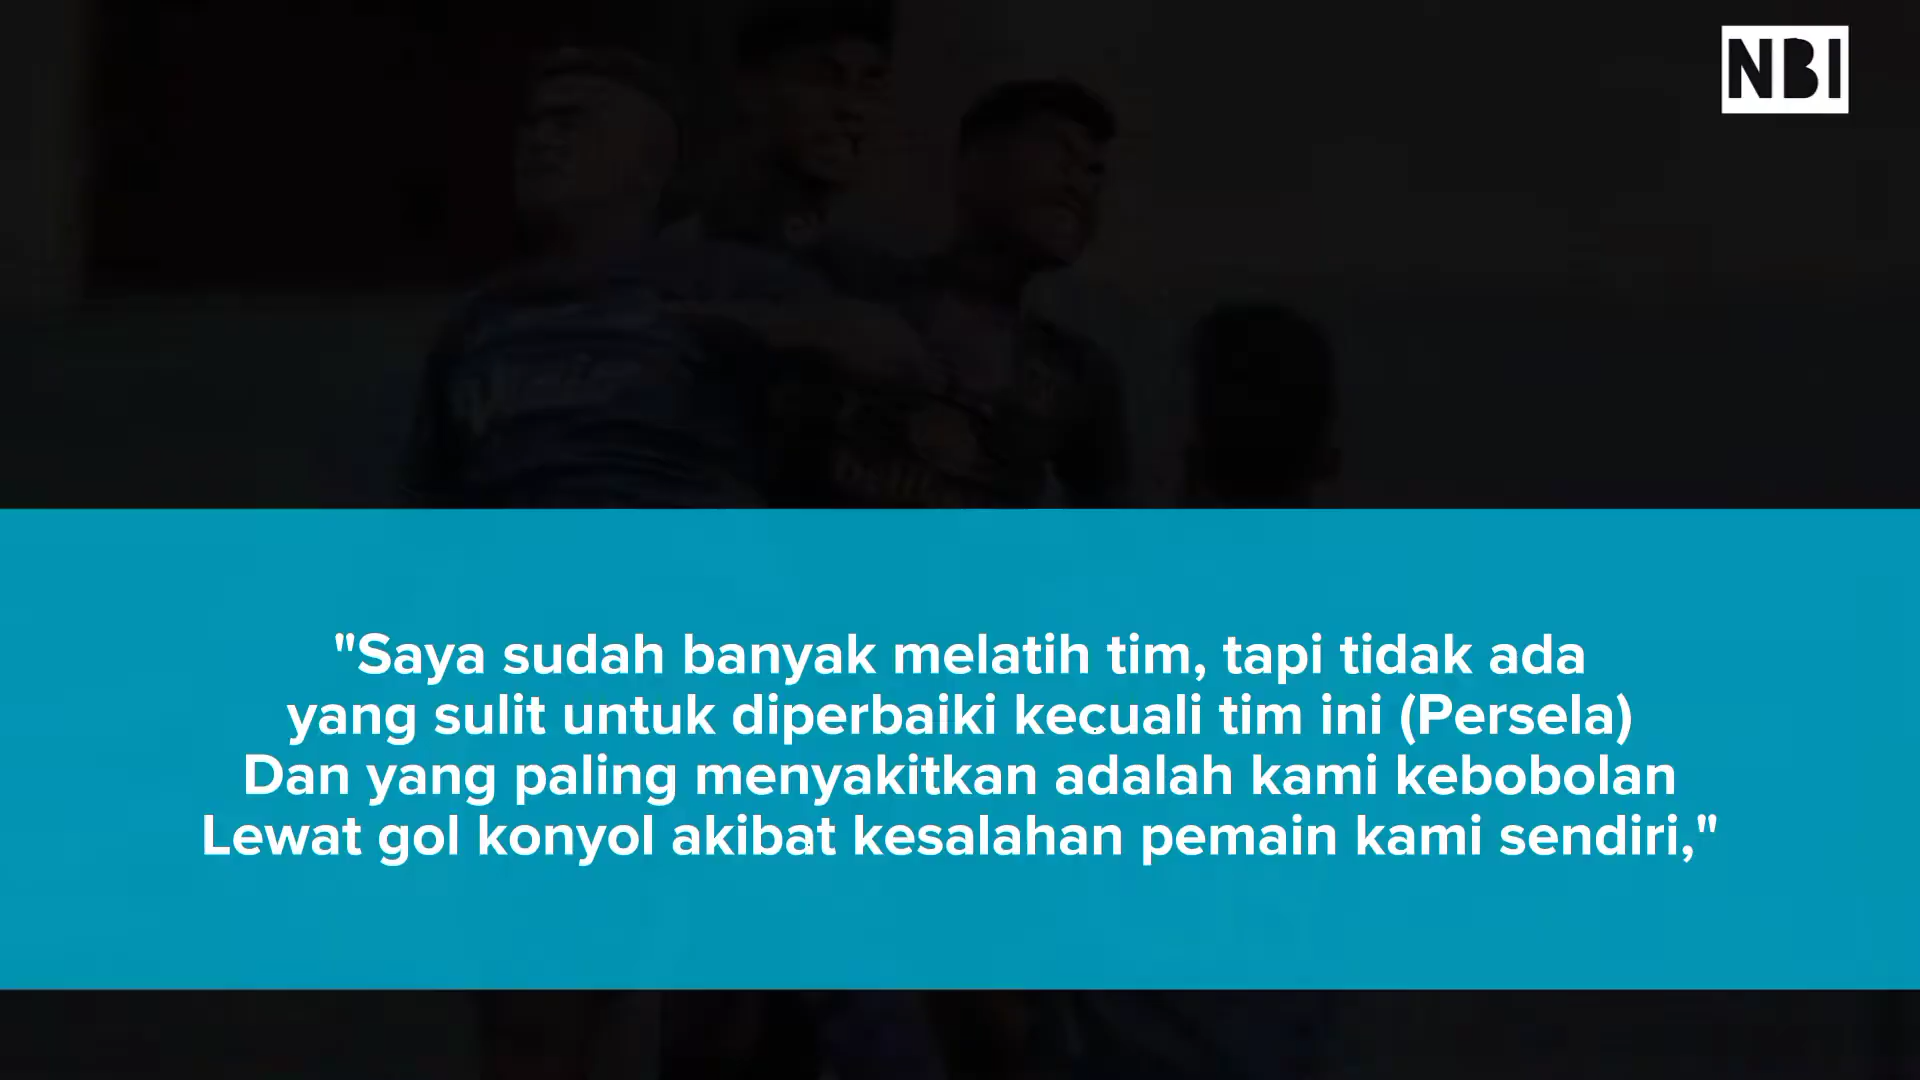 NBI
"Saya sudah banyak melatih tim, tapi tidak ada
yang sulit untuk diperbaiki kecuali tim ini (Persela)
Dan yang paling menyakitkan adalah kami kebobolan
Lewat gol konyol akibat kesalahan pemain kami sendiri,"